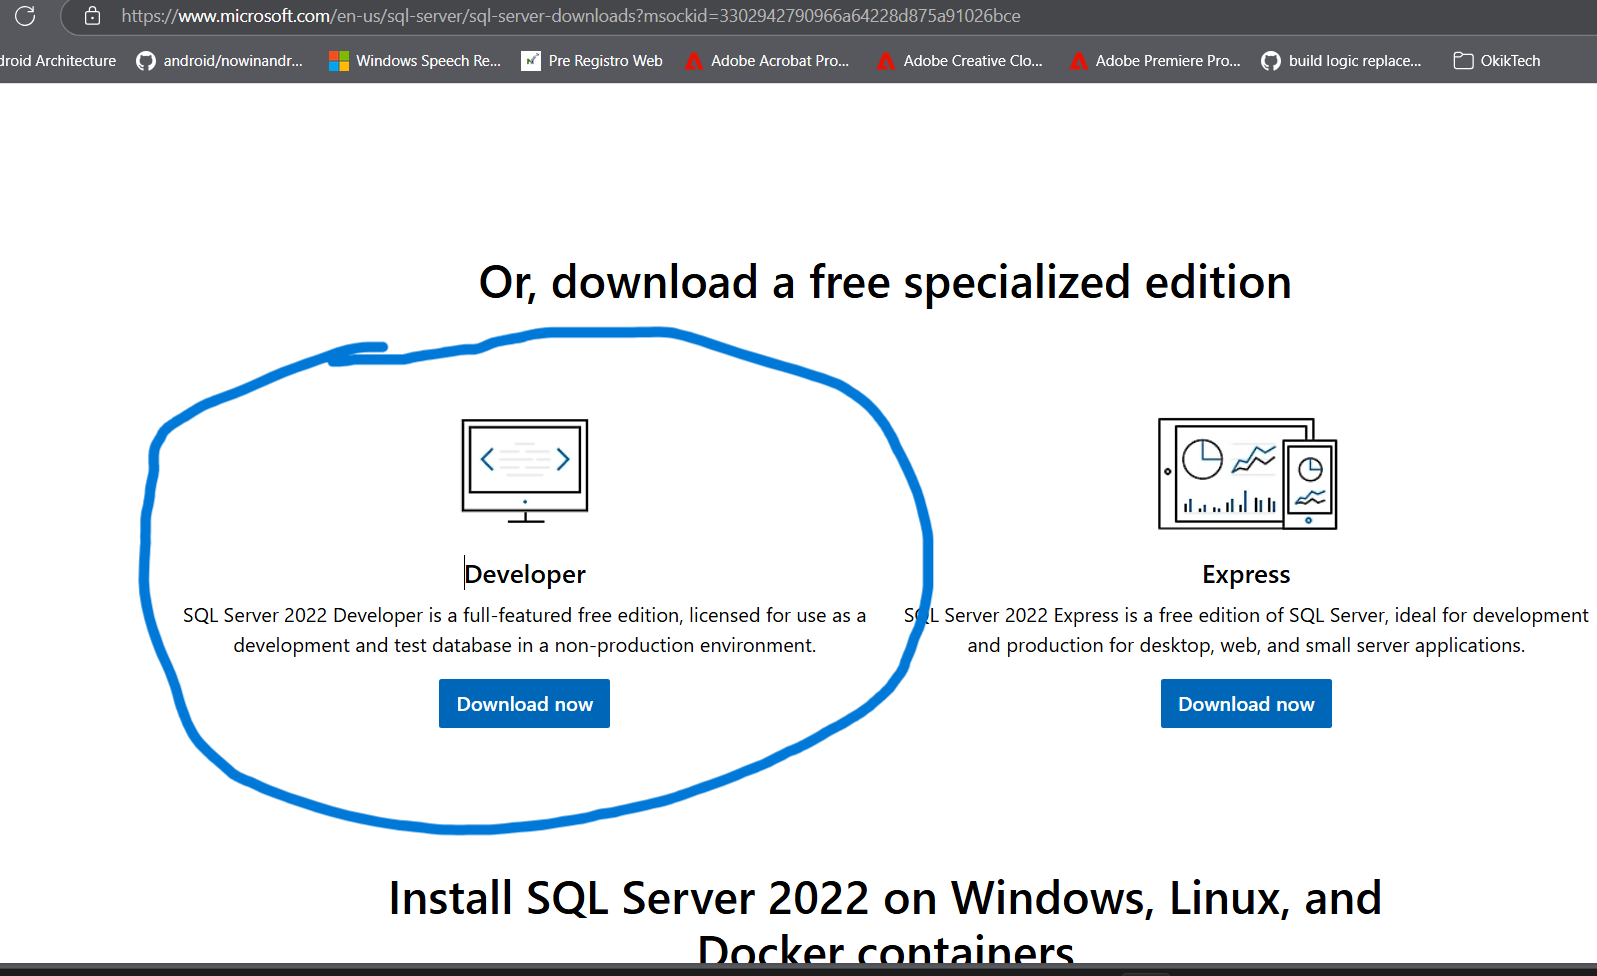 https://www.microsoft.com/en-us/sql-server/sql-server-downloads?msockid=3302942790966a64228d875a91026bce
droid Architecture
android/nowinandr...
Windows Speech Re...
Pre Registro Web
Adobe Acrobat Pro...
Adobe Creative Clo...
Adobe Premiere Pro...
build logic replace...
OkikTech
Or, download a free specialized edition
Developer
SQL Server 2022 Developer is a full-featured free edition, licensed for use as a
development and test database in a non-production environment.
Download now
Express
SQL Server 2022 Express is a free edition of SQL Server, ideal for development
and production for desktop, web, and small server applications.
Download now
Install SQL Server 2022 on Windows, Linux, and
Docker containers